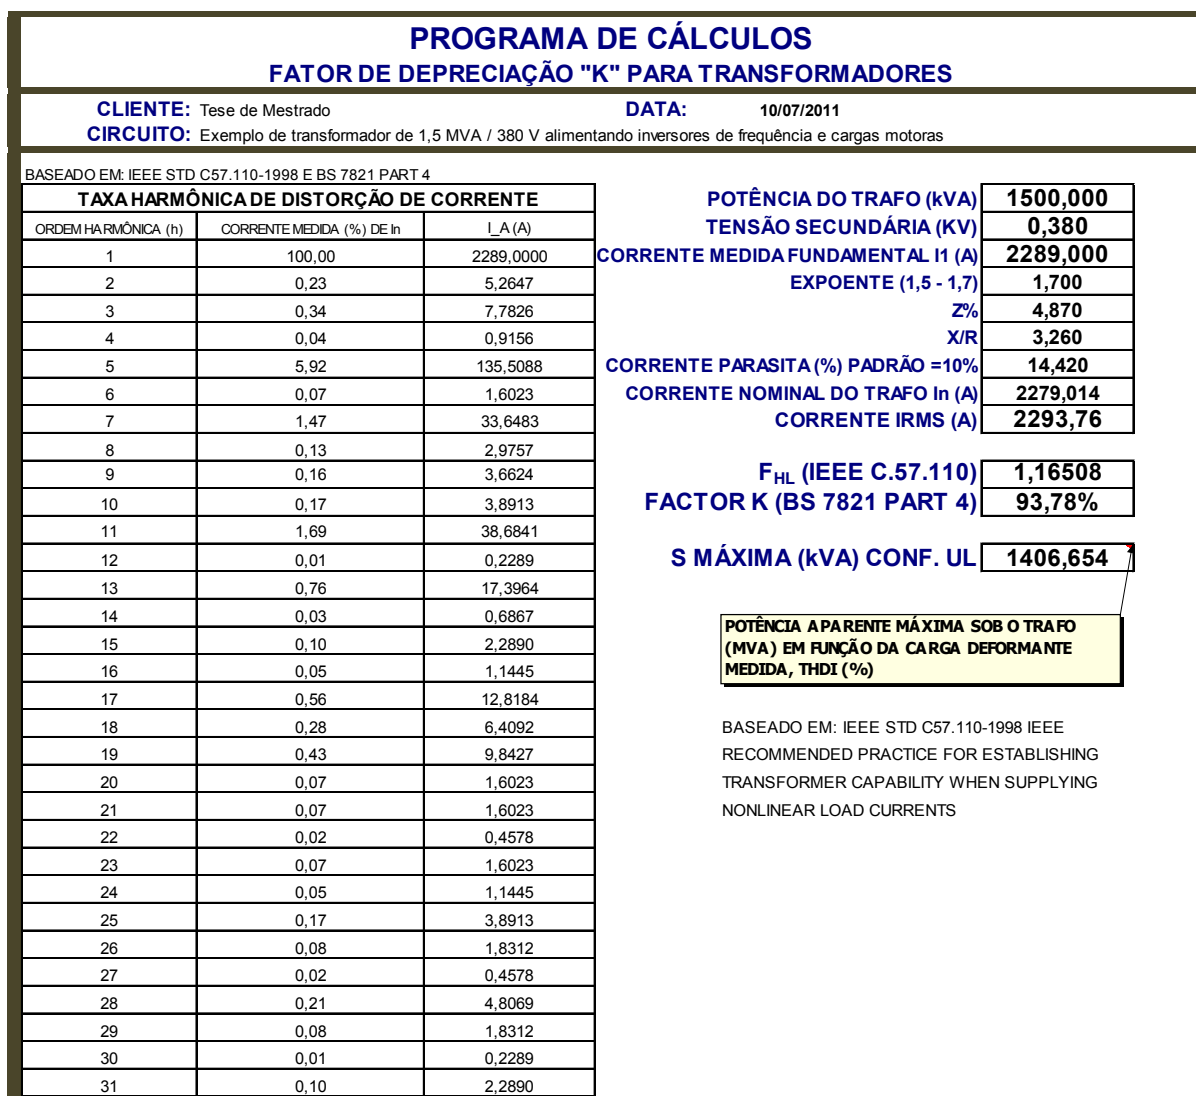 PROGRAMA DE CÁLCULOS
FATOR DE DEPRECIAÇÃO "K" PARA TRANSFORMADORES
CLIENTE: Tese de Mestrado DATA: 10/07/2011
CIRCUITO: Exemplo de transformador de 1,5 MVA / 380 V alimentando inversores de frequência e cargas motoras
BASEADO EM: IEEE STD C57.110-1998 E BS 7821 PART 4
TAXA HARMÔNICA DE DISTORÇÃO DE CORRENTE
ORDEM HARMÔNICA (h) CORRENTE MEDIDA (%) DE In I_A (A)
1 100,00 2289,0000
2 0,23 5,2647
3 0,34 7,7826
4 0,04 0,9156
5 5,92 135,5088
6 0,07 1,6023
7 1,47 33,6483
8 0,13 2,9757
9 0,16 3,6624
10 0,17 3,8913
11 1,69 38,6841
12 0,01 0,2289
13 0,76 17,3964
14 0,03 0,6867
15 0,10 2,2890
16 0,05 1,1445
17 0,56 12,8184
18 0,28 6,4092
19 0,43 9,8427
20 0,07 1,6023
21 0,07 1,6023
22 0,02 0,4578
23 0,07 1,6023
24 0,05 1,1445
25 0,17 3,8913
26 0,08 1,8312
27 0,02 0,4578
28 0,21 4,8069
29 0,08 1,8312
30 0,01 0,2289
31 0,10 2,2890
POTÊNCIA DO TRAFO (kVA) 1500,000
TENSÃO SECUNDÁRIA (KV) 0,380
CORRENTE MEDIDA FUNDAMENTAL I1 (A) 2289,000
EXPOENTE (1,5 - 1,7) 1,700
Z% 4,870
X/R 3,260
CORRENTE PARASITA (%) PADRÃO =10% 14,420
CORRENTE NOMINAL DO TRAFO In (A) 2279,014
CORRENTE IRMS (A) 2293,76
FHL (IEEE C.57.110) 1,16508
FACTOR K (BS 7821 PART 4) 93,78%
S MÁXIMA (kVA) CONF. UL 1406,654
POTÊNCIA APARENTE MÁXIMA SOB O TRAFO
(MVA) EM FUNÇÃO DA CARGA DEFORMANTE
MEDIDA, THDI (%)
BASEADO EM: IEEE STD C57.110-1998 IEEE
RECOMMENDED PRACTICE FOR ESTABLISHING
TRANSFORMER CAPABILITY WHEN SUPPLYING
NONLINEAR LOAD CURRENTS